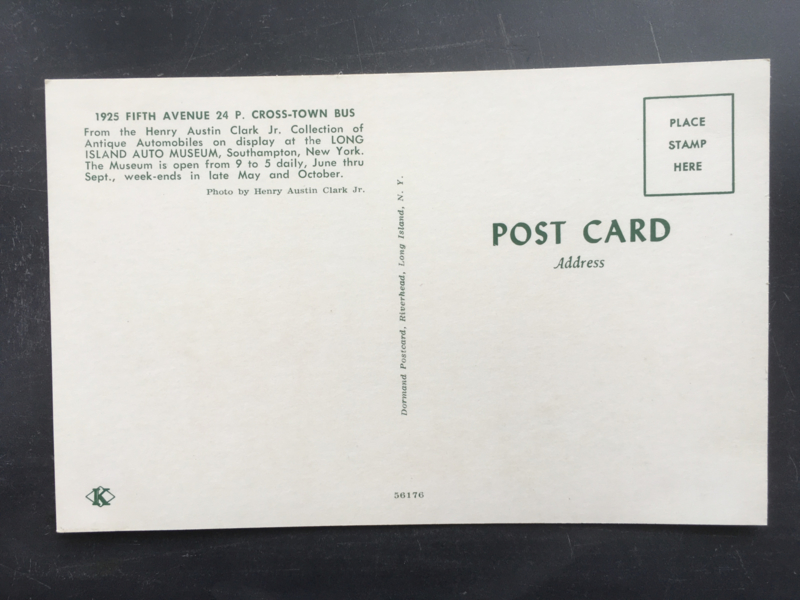 1925 FIFTH AVENUE 24 P. CROSS-TOWN BUS
From the Henry Austin Clark Jr. Collection of
Antique Automobiles on display at the LONG
ISLAND AUTO MUSEUM, Southampton, New York.
The Museum is open from 9 to 5 daily, June thru
Sept., week-ends in late May and October.
Photo by Henry Austin Clark Jr.
Dormand Postcard, Riverhead, Long Island, N. Y.
PLACE
STAMP
HERE
POST CARD
Address
K
56176